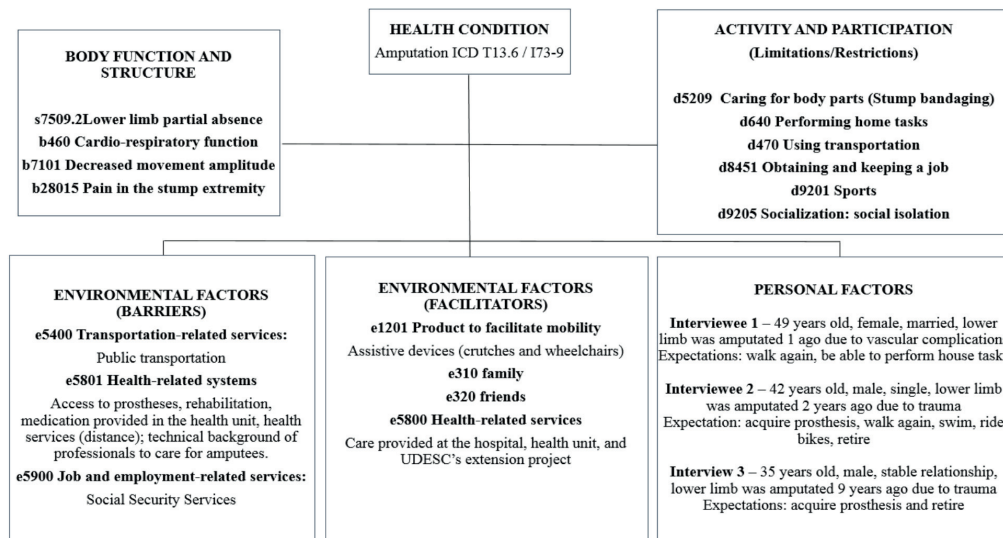 HEALTH CONDITION
Amputation ICD T13.6 / I73-9
BODY FUNCTION AND
STRUCTURE
s7509.2Lower limb partial absence
b460 Cardio-respiratory function
b7101 Decreased movement amplitude
b28015 Pain in the stump extremity
ACTIVITY AND PARTICIPATION
(Limitations/Restrictions)
d5209 Caring for body parts (Stump bandaging)
d640 Performing home tasks
d470 Using transportation
d8451 Obtaining and keeping a job
d9201 Sports
d9205 Socialization: social isolation
ENVIRONMENTAL FACTORS
(BARRIERS)
e5400 Transportation-related services:
Public transportation
e5801 Health-related systems
Access to prostheses, rehabilitation,
medication provided in the health unit, health
services (distance); technical background of
professionals to care for amputees.
e5900 Job and employment-related services:
Social Security Services
ENVIRONMENTAL FACTORS
(FACILITATORS)
e1201 Product to facilitate mobility
Assistive devices (crutches and wheelchairs)
e310 family
e320 friends
e5800 Health-related services
Care provided at the hospital, health unit, and
UDESC's extension project
PERSONAL FACTORS
Interviewee 1 – 49 years old, female, married, lower
limb was amputated 1 ago due to vascular complication
Expectations: walk again, be able to perform house task
Interviewee 2 – 42 years old, male, single, lower limb
was amputated 2 years ago due to trauma
Expectation: acquire prosthesis, walk again, swim, ride
bikes, retire
Interview 3 – 35 years old, male, stable relationship,
lower limb was amputated 9 years ago due to trauma
Expectations: acquire prosthesis and retire